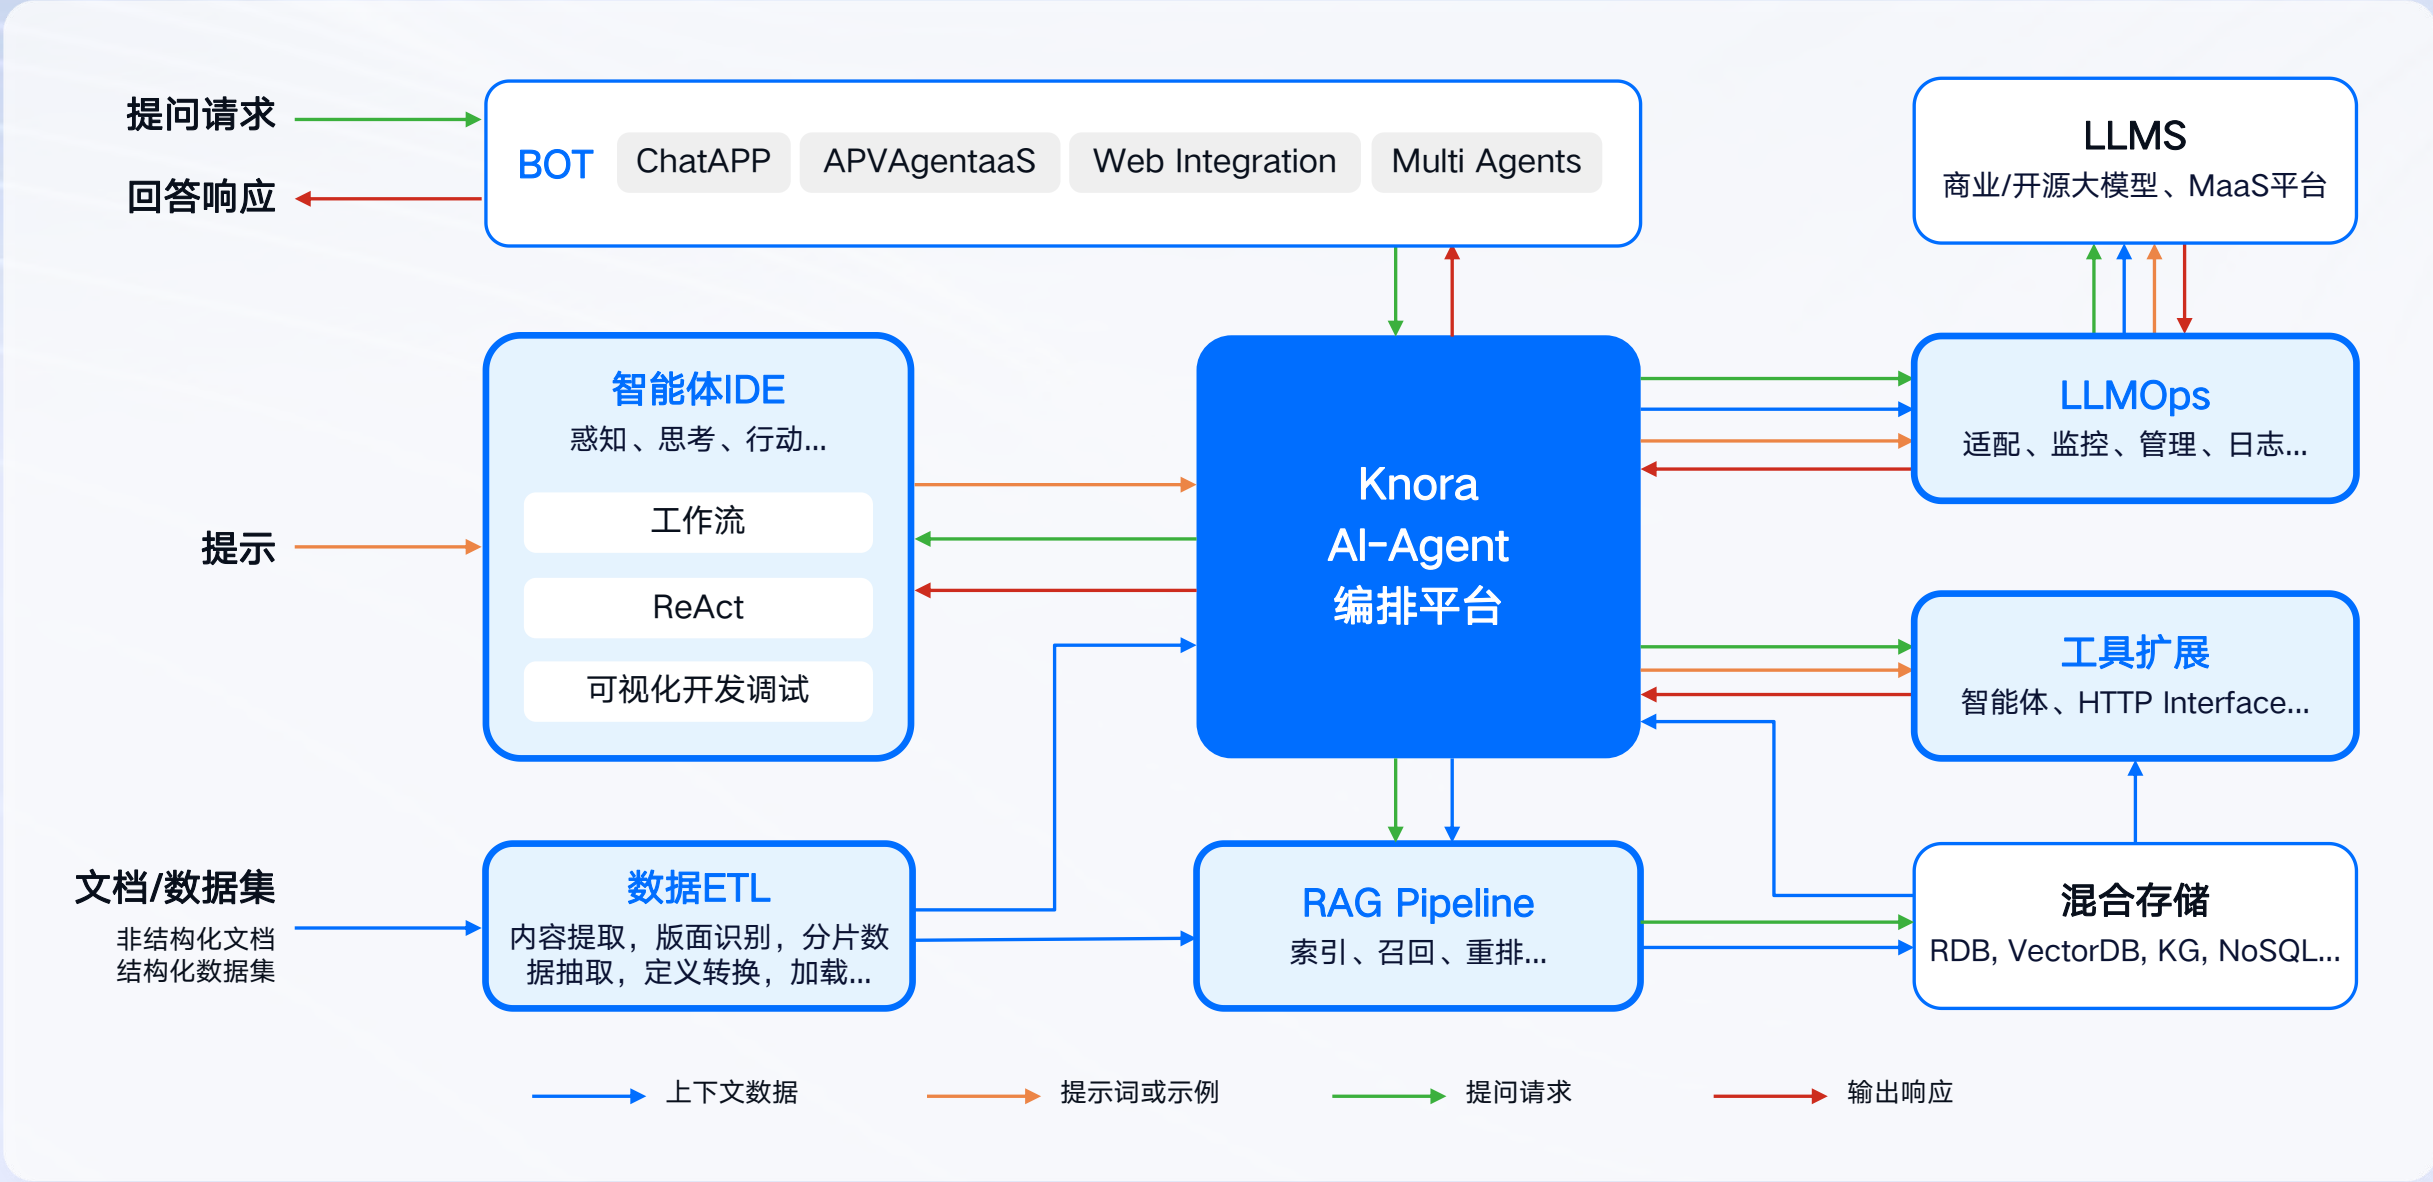 提问请求
回答响应
BOT
ChatAPP
APVAgentaaS
Web Integration
Multi Agents
LLMS
商业/开源大模型、MaaS平台
智能体IDE
惑知、思考、行动...
工作流
ReAct
可视化开发调试
提示
Knora
AI-Agent
编排平台
LLMOps
适配、监控、管理、日志...
工具扩展
智能体、HTTP Interface...
文档/数据集
非结构化文档
结构化数据集
数据ETL
内容提取，版面识别，分片数
据抽取，定义转换，加载...
RAG Pipeline
索引、召回、重排...
混合存储
RDB, VectorDB, KG, NoSQL...
上下文数据
提示词或示例
提问请求
输出响应